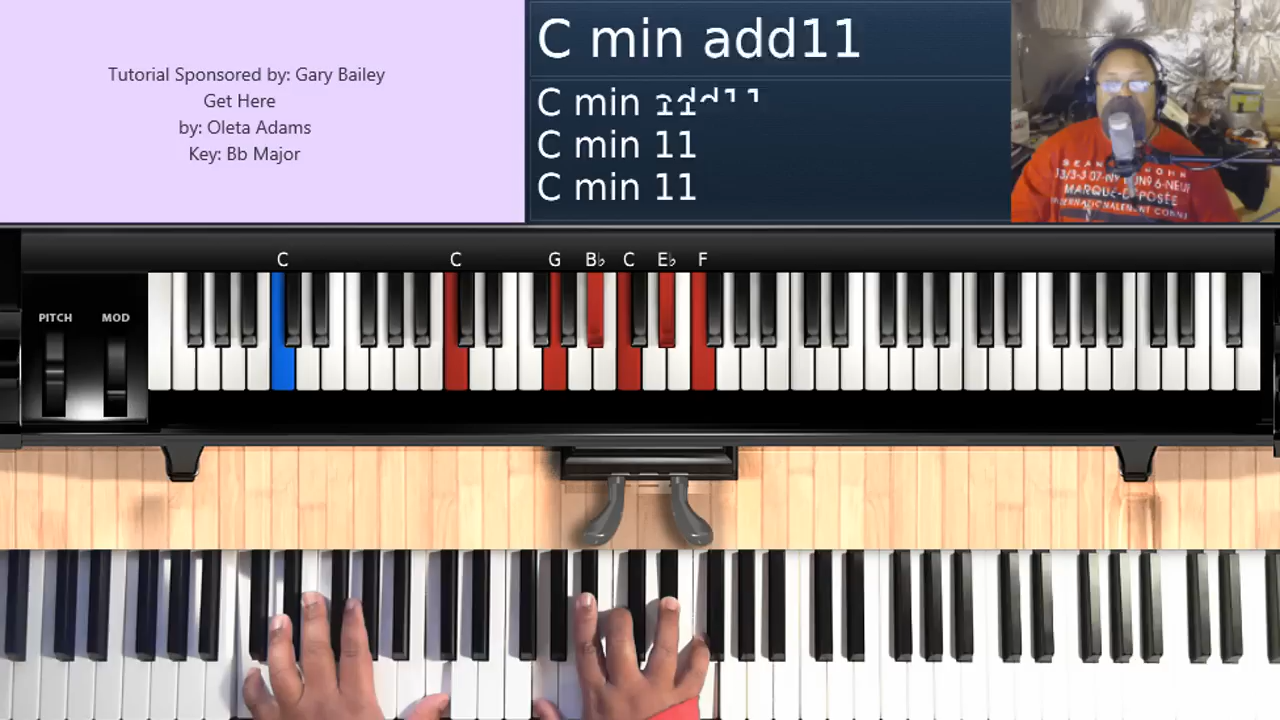 Tutorial Sponsored by: Gary Bailey
Get Here
by: Oleta Adams
Key: Bb Major
C min add11
C min
C min 11
C min 11
C C G B♭ C E♭ F
PITCH MOD